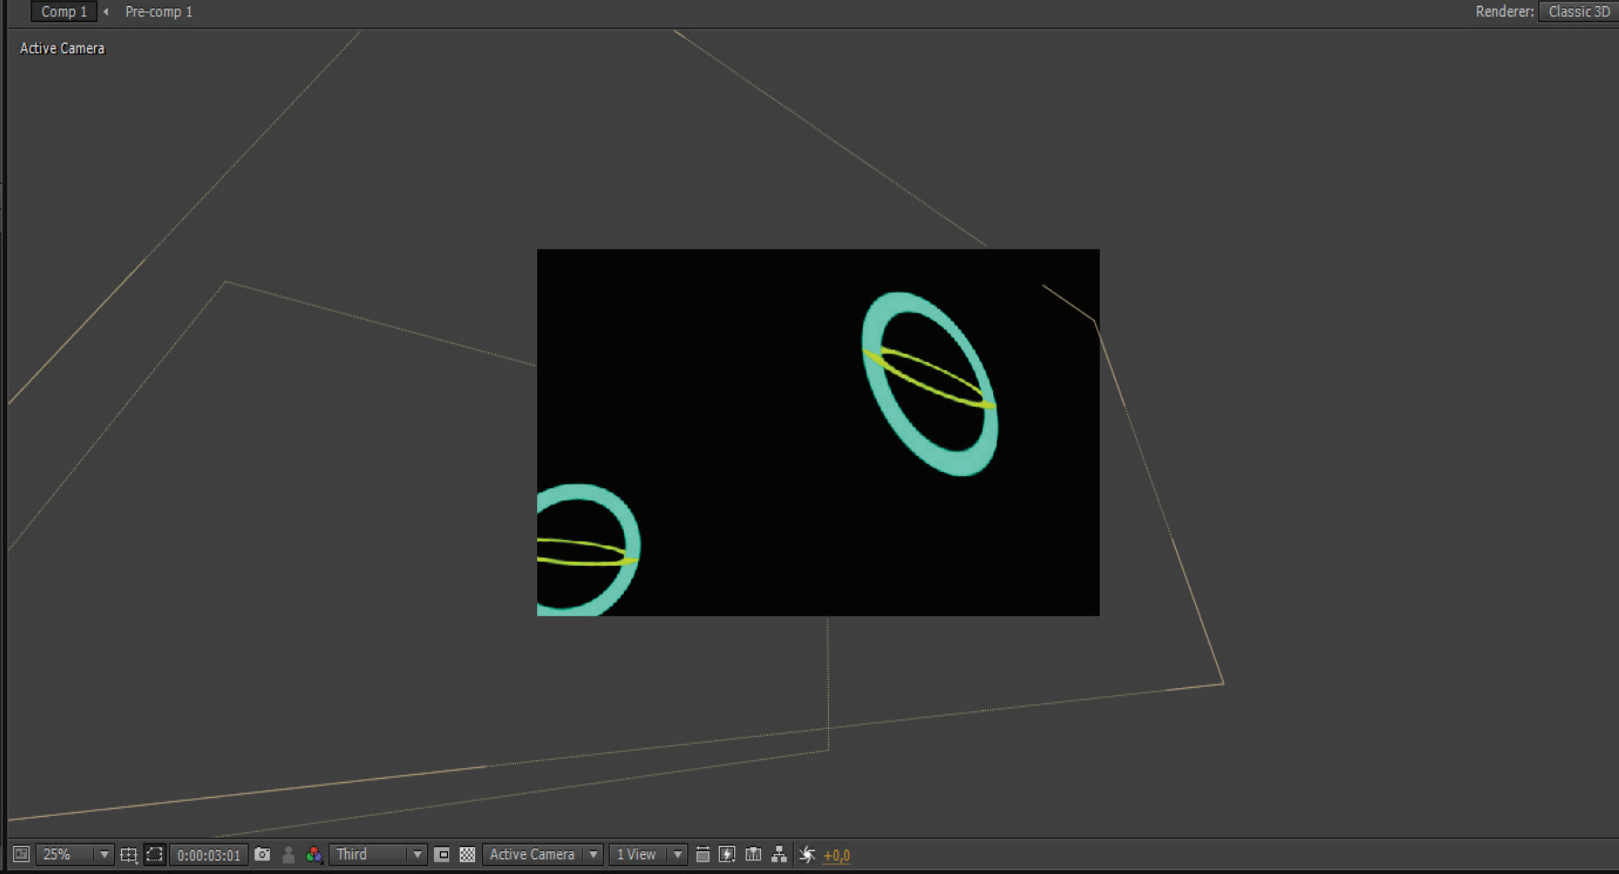 Comp 1 Pre-comp 1 Renderer: Classic 3D
Active Camera
25% 0:00:03:01 Third Active Camera 1 View +0,0